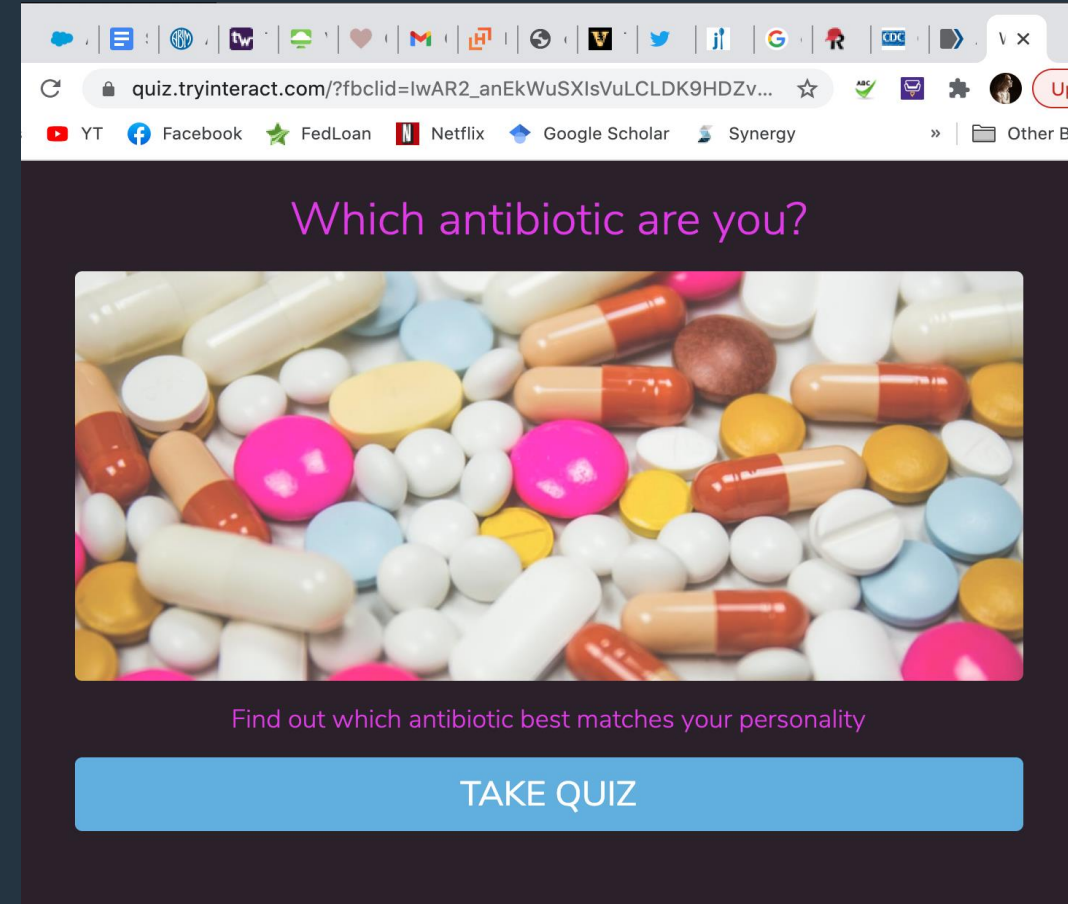 quiz.tryinteract.com/?fbclid=IwAR2_anEkWuSXIsVuLCLDK9HDZv...
YT Facebook FedLoan Netflix Google Scholar Synergy » Other B
Which antibiotic are you?
Find out which antibiotic best matches your personality
TAKE QUIZ